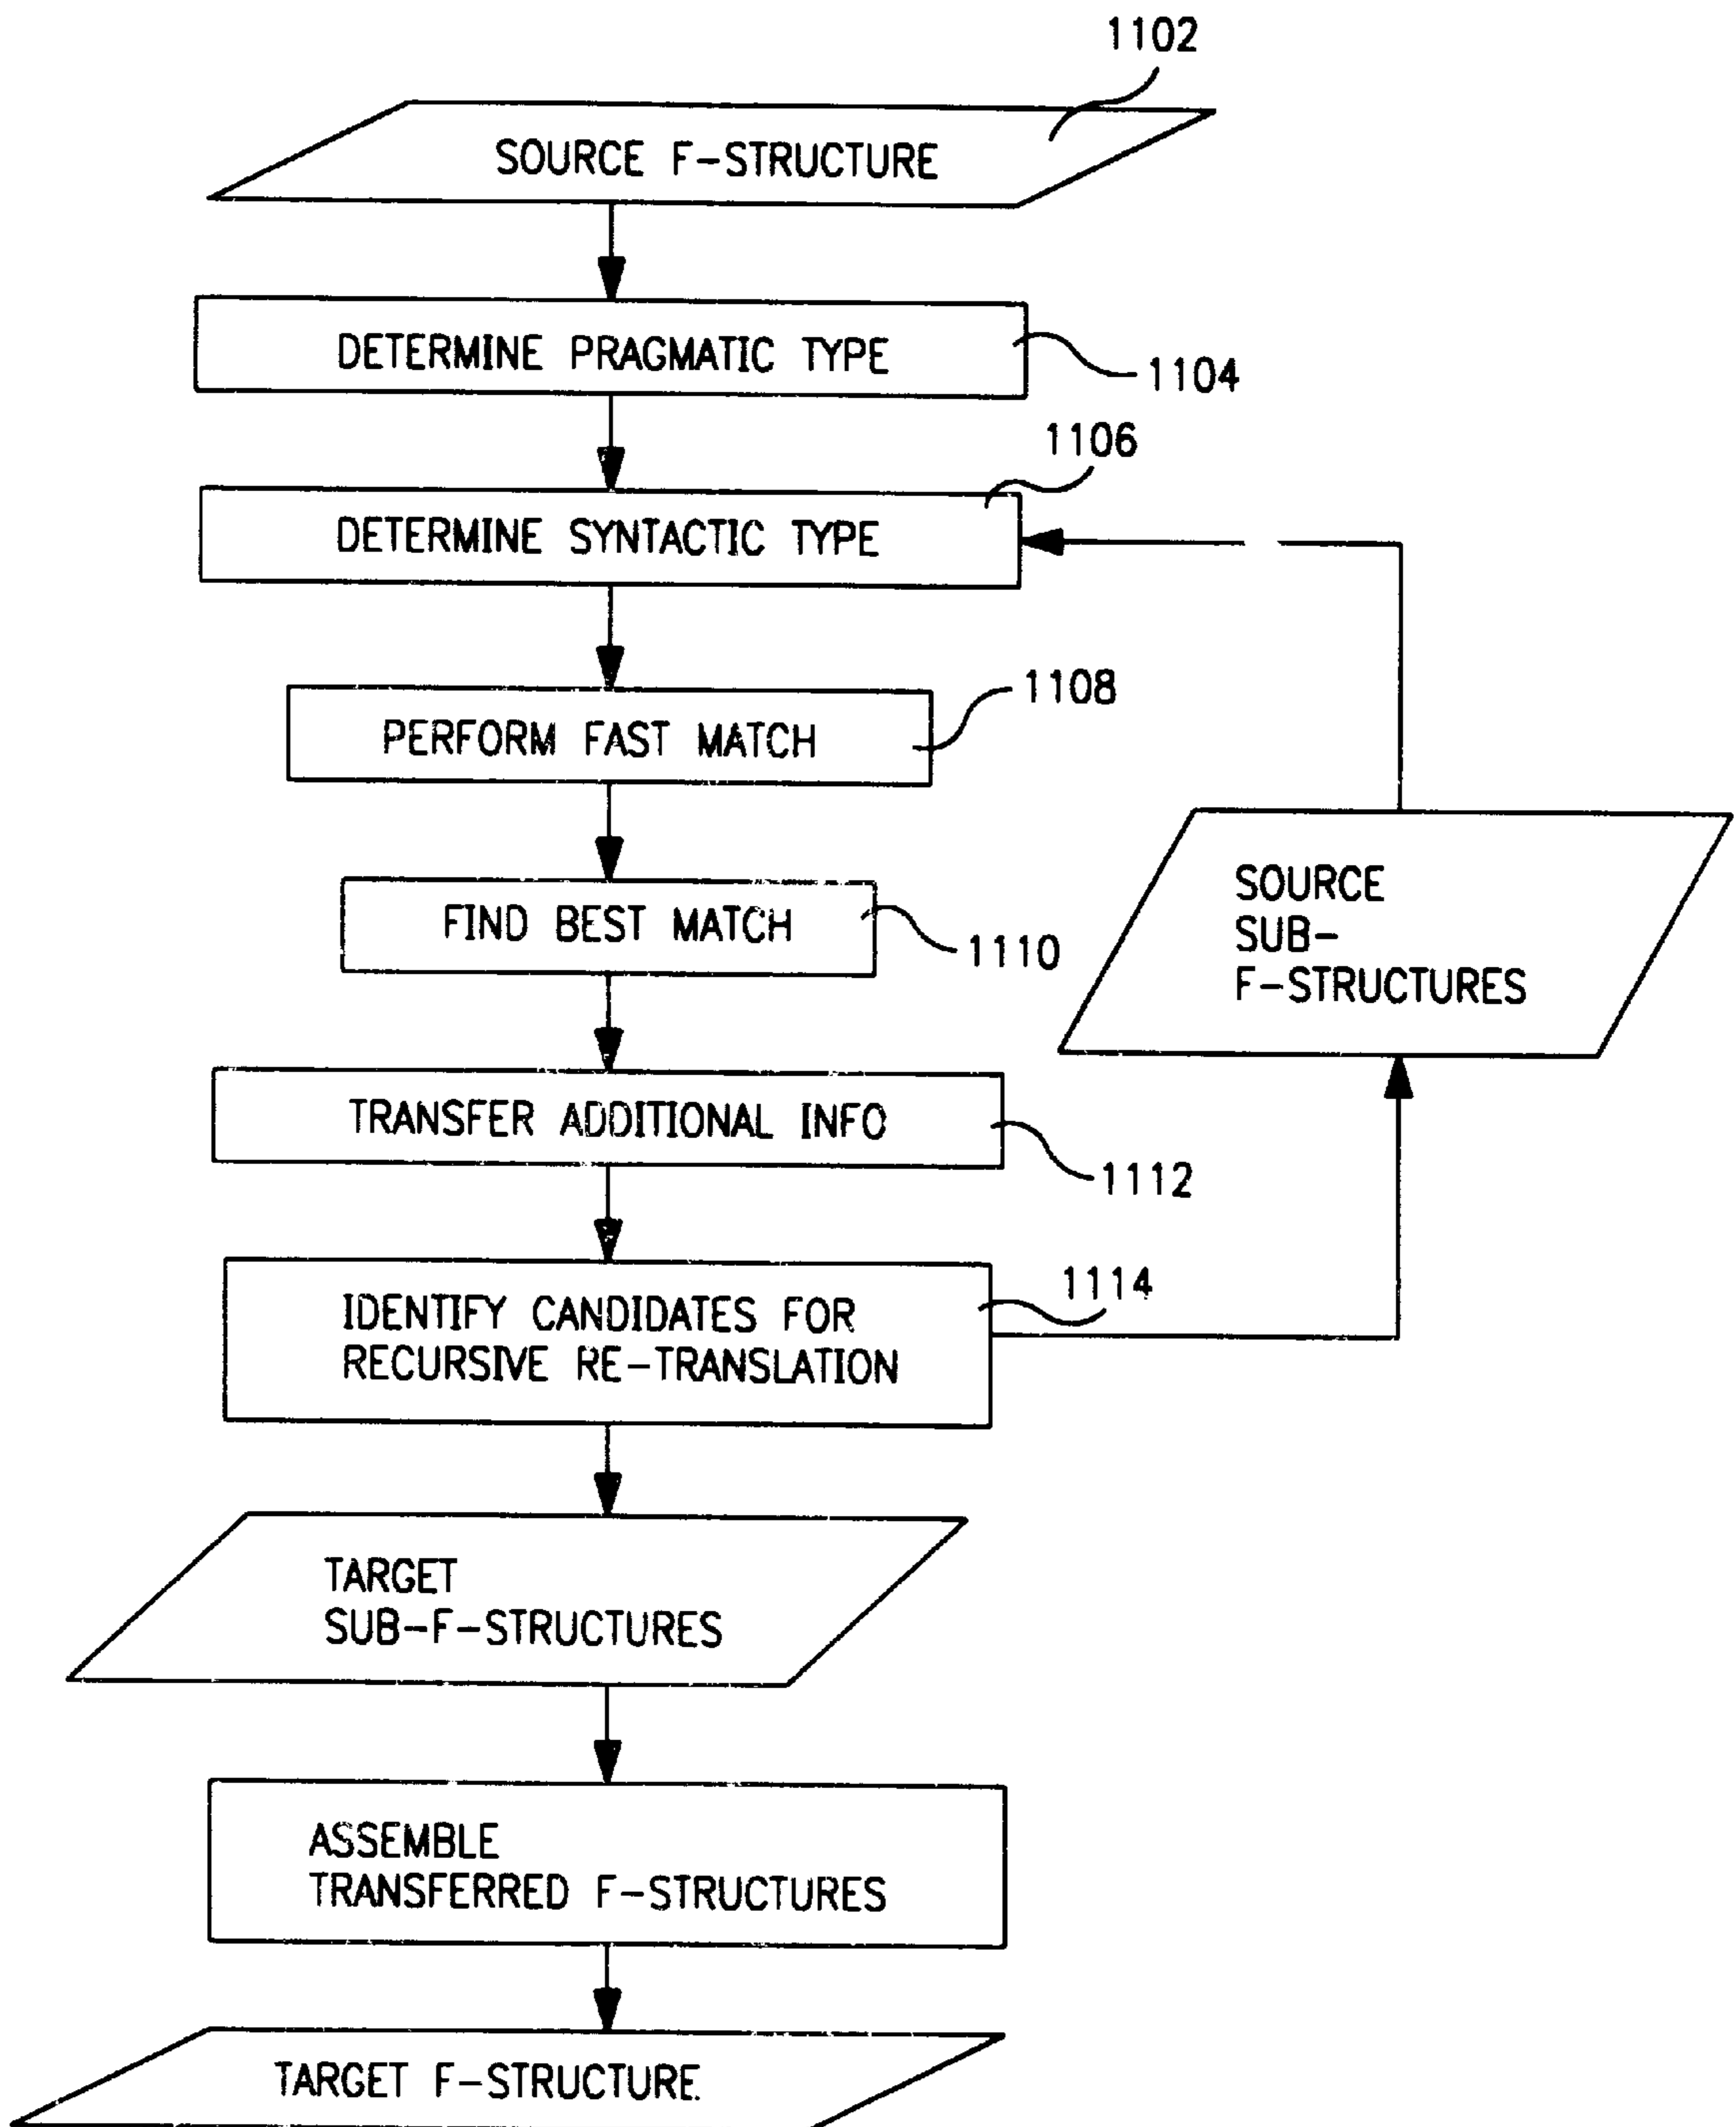 1102
SOURCE F-STRUCTURE
DETERMINE PRAGMATIC TYPE
1104
1106
DETERMINE SYNTACTIC TYPE
1108
PERFORM FAST MATCH
FIND BEST MATCH
1110
SOURCE
SUB-
F-STRUCTURES
TRANSFER ADDITIONAL INFO
1112
1114
IDENTIFY CANDIDATES FOR
RECURSIVE RE-TRANSLATION
TARGET
SUB-F-STRUCTURES
ASSEMBLE
TRANSFERRED F-STRUCTURES
TARGET F-STRUCTURE